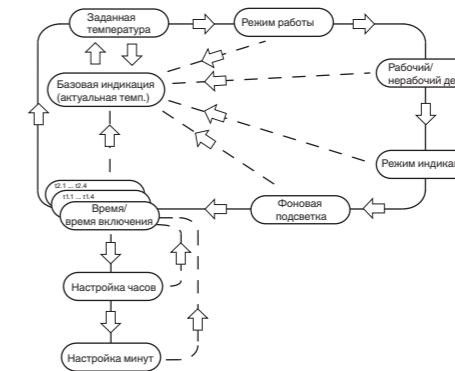 Заданная
температура
Режим работы
Базовая индикация
(актуальная темп.)
Рабочий/
нерабочий де
Режим индика
t2.1 ... t2.4
t1.1 ... t1.4
Время/
время включения
Фоновая
подсветка
Настройка часов
Настройка минут